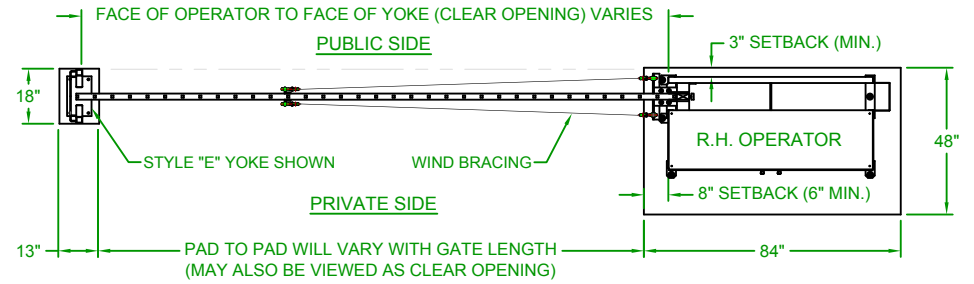 FACE OF OPERATOR TO FACE OF YOKE (CLEAR OPENING) VARIES
PUBLIC SIDE
3" SETBACK (MIN.)
18"
R.H. OPERATOR
48"
STYLE "E" YOKE SHOWN
WIND BRACING
8" SETBACK (6" MIN.)
PRIVATE SIDE
13"
PAD TO PAD WILL VARY WITH GATE LENGTH
84"
(MAY ALSO BE VIEWED AS CLEAR OPENING)